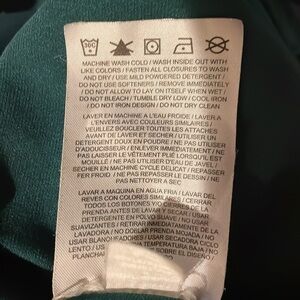 30C
MACHINE WASH COLD / WASH INSIDE OUT WITH
LIKE COLORS / FASTEN ALL CLOSURES TO WASH
AND DRY / USE MILD POWDERED DETERGENT /
DO NOT USE SOFTENERS / REMOVE IMMEDIATELY
/ DO NOT ALLOW TO LAY ON ITSELF WHEN WET /
DO NOT BLEACH / TUMBLE DRY LOW / COOL IRON
/ DO NOT IRON DESIGN / DO NOT DRY CLEAN
LAVER EN MACHINE A L'EAU FROIDE / LAVER A
L'ENVERS AVEC COULEURS SIMILAIRES /
VEUILLEZ BOUCLER TOUTES LES ATTACHES
AVANT DE LAVER ET SÉCHER / UTILISER UN
DETERGENT DOUX EN POUDRE / NE PAS UTILISER
D'ADOUCISSEUR / ENLEVER IMMÉDIATEMENT / NE
PAS LAISSER LE VÊTEMENT PLIÉ LORSQU'IL EST
MOUILLÉ / NE PAS UTILISER D'EAU DE JAVEL /
SECHER EN MACHINE CYCLE DELICAT / REPASSER
FER FROID / NE PAS REPASSER LE DESSIN / NE
PAS NETTOYER A SEC
LAVAR A MAQUINA EN AGUA FRIA / LAVAR DEL
REVES CON COLORES SIMILARES / CERRAR
TODOS LOS BOTONES Y/O CIERRES DE LA
PRENDA ANTES DE LAVAR Y SECAR / USAR
DETERGENTE EN POLVO SUAVE / NO USAR
SUAVIZANTES / RETIRAR INMEDIATAMENTE DE LA
LAVADORA / NO DOBLAR PRENDA MOJADA / NO
USAR BLANQUEADORES / USAR SECADORA CICLO
LENTO / TEMPERATURA BAJA / NO
SOBRE EL DISEÑO /